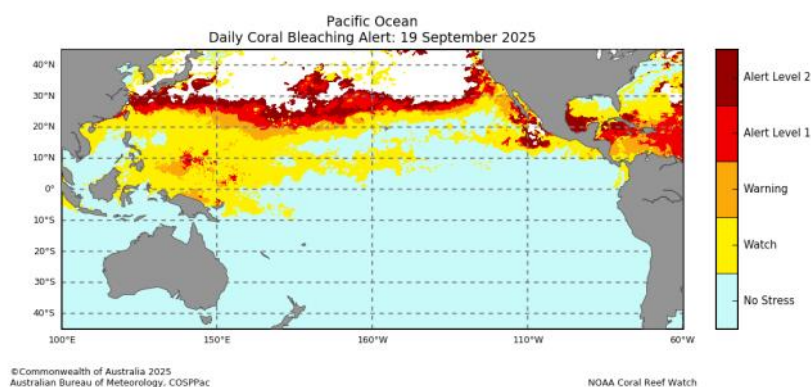 Pacific Ocean
Daily Coral Bleaching Alert: 19 September 2025
40°N
30°N
20°N
10°N
0°
10°S
20°S
30°S
40°S
100°E
150°E
160°W
110°W
60°W
Alert Level 2
Alert Level 1
Warning
Watch
No Stress
©Commonwealth of Australia 2025
Australian Bureau of Meteorology, COSPPac
NOAA Coral Reef Watch